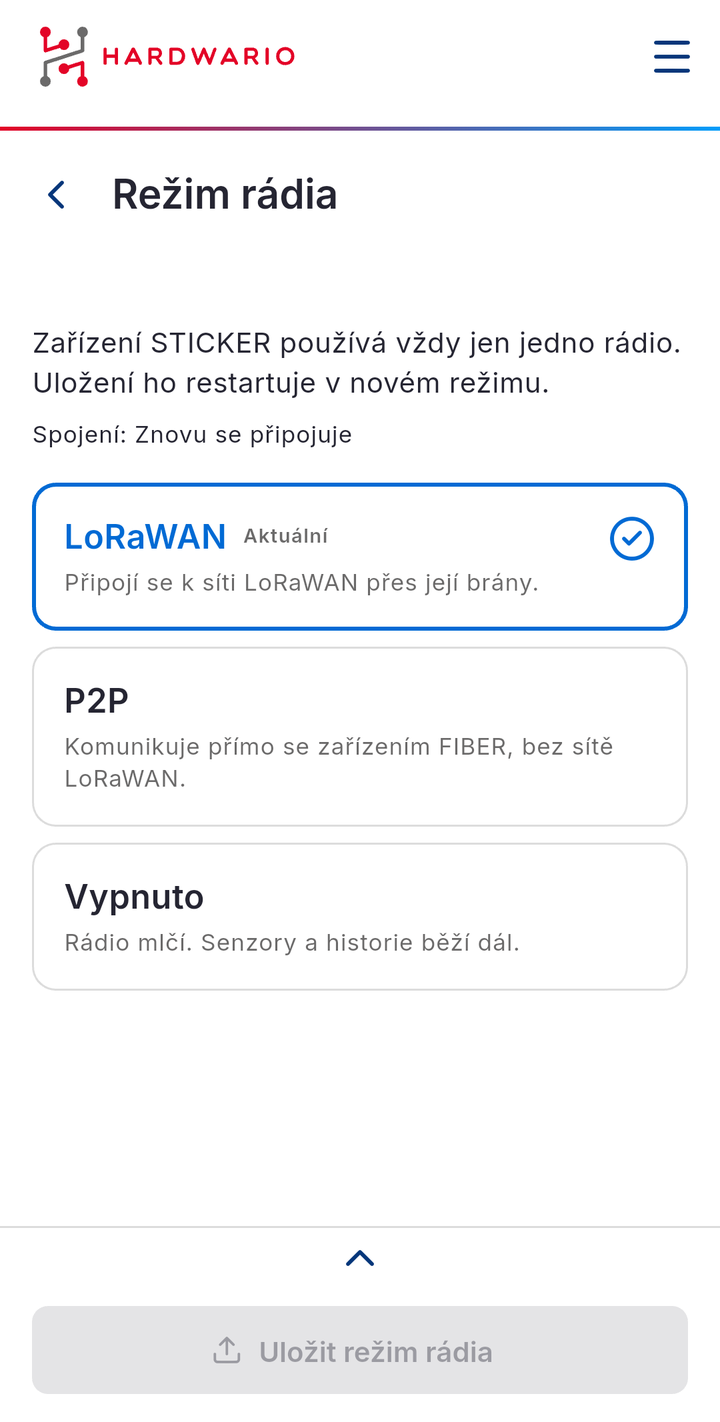 HARDWARIO
Režim rádia
Zařízení STICKER používá vždy jen jedno rádio.
Uložení ho restartuje v novém režimu.
Spojení: Znovu se připojuje
LoRaWAN Aktuální
Připojí se k síti LoRaWAN přes její brány.
P2P
Komunikuje přímo se zařízením FIBER, bez sítě
LoRaWAN.
Vypnuto
Rádio mlčí. Senzory a historie běží dál.
Uložit režim rádia